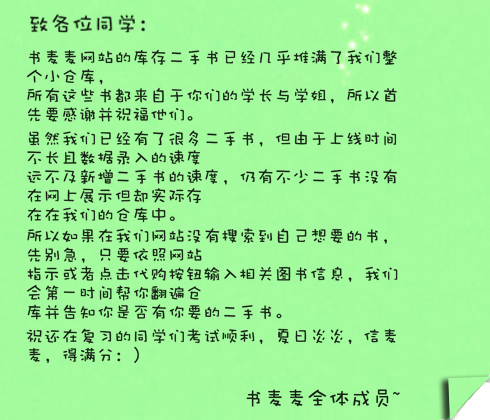 致各位同学：
书麦麦网站的库存二手书已经几乎堆满了我们整
个小仓库，
所有这些书都来自于你们的学长与学姐，所以首
先要感谢并祝福他们。
虽然我们已经有了很多二手书，但由于上线时间
不长且数据录入的速度
远不及新增二手书的速度，仍有不少二手书没有
在网上展示但却实际存
在在我们的仓库中。
所以如果在我们网站没有搜索到自己想要的书，
先别急，只要依照网站
指示或者点击代购按钮输入相关图书信息，我们
会第一时间帮你翻遍仓
库并告知你是否有你要的二手书。
祝还在复习的同学们考试顺利，夏日炎炎，信麦
麦，得满分：）
书麦麦全体成员~